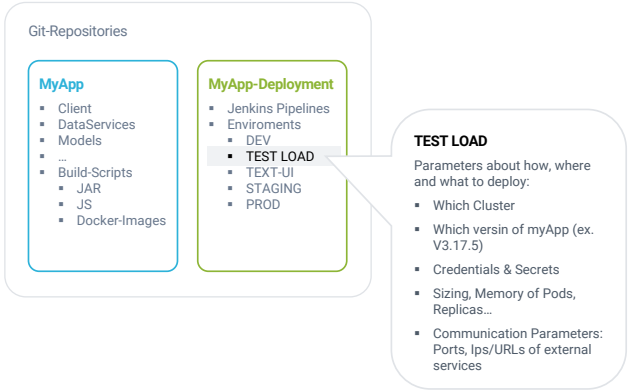 Git-Repositories
MyApp
▪ Client
▪ DataServices
▪ Models
▪ ...
▪ Build-Scripts
▪ JAR
▪ JS
▪ Docker-Images
MyApp-Deployment
▪ Jenkins Pipelines
▪ Enviroments
▪ DEV
▪ TEST LOAD
▪ TEXT-UI
▪ STAGING
▪ PROD
TEST LOAD
Parameters about how, where
and what to deploy:
▪ Which Cluster
▪ Which versin of myApp (ex.
V3.17.5)
▪ Credentials & Secrets
▪ Sizing, Memory of Pods,
Replicas...
▪ Communication Parameters:
Ports, Ips/URLs of external
services